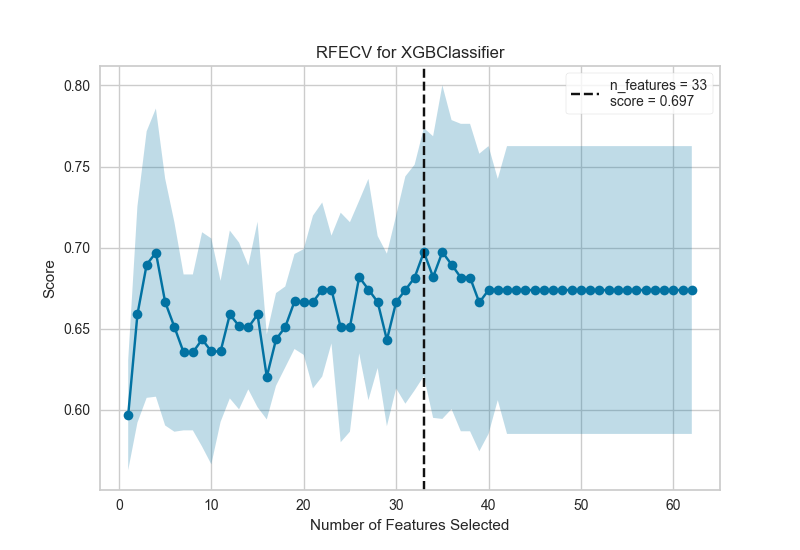 RFECV for XGBClassifier
n_features = 33
score = 0.697
Score
0.80
0.75
0.70
0.65
0.60
0 10 20 30 40 50 60
Number of Features Selected